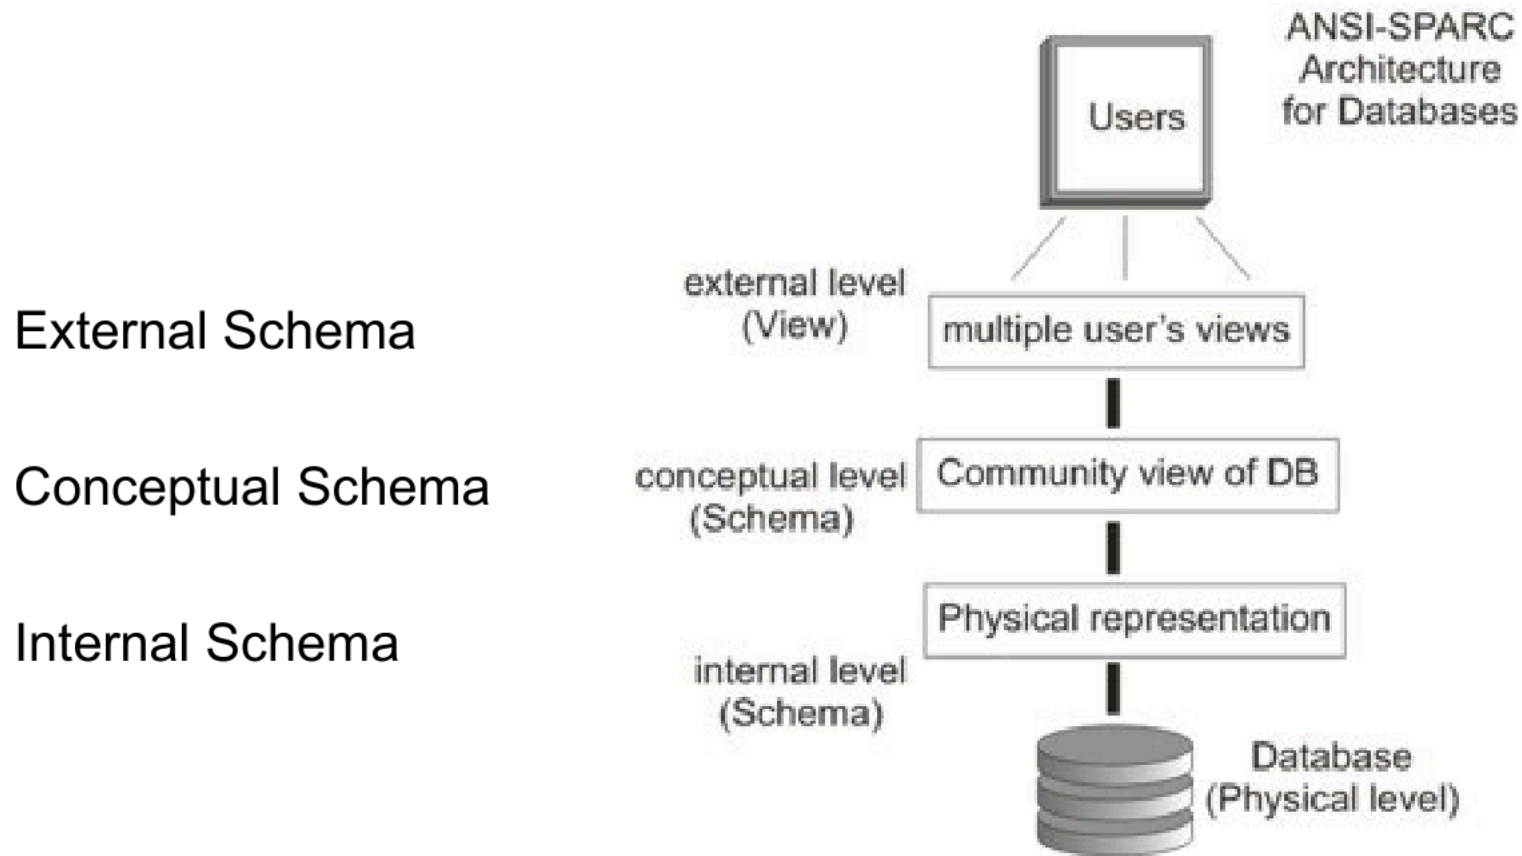 ANSI-SPARC
Architecture
for Databases
Users
External Schema
external level
(View)
multiple user's views
Conceptual Schema
conceptual level
(Schema)
Community view of DB
Internal Schema
Physical representation
internal level
(Schema)
Database
(Physical level)